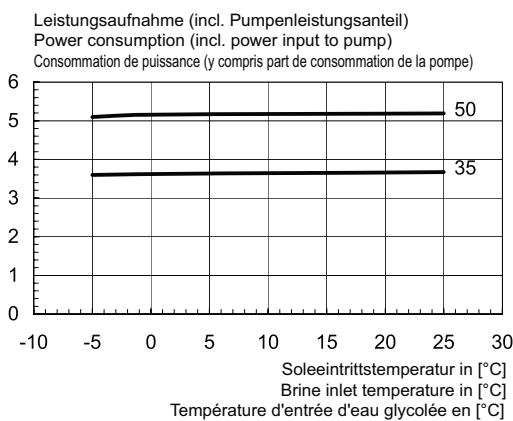 Leistungsaufnahme (incl. Pumpenleistungsanteil)
Power consumption (incl. power input to pump)
Consommation de puissance (y compris part de consommation de la pompe)
6
50
5
4
35
3
2
1
0
-10 -5 0 5 10 15 20 25 30
Soleeintrittstemperatur in [°C]
Brine inlet temperature in [°C]
Température d'entrée d'eau glycolée en [°C]